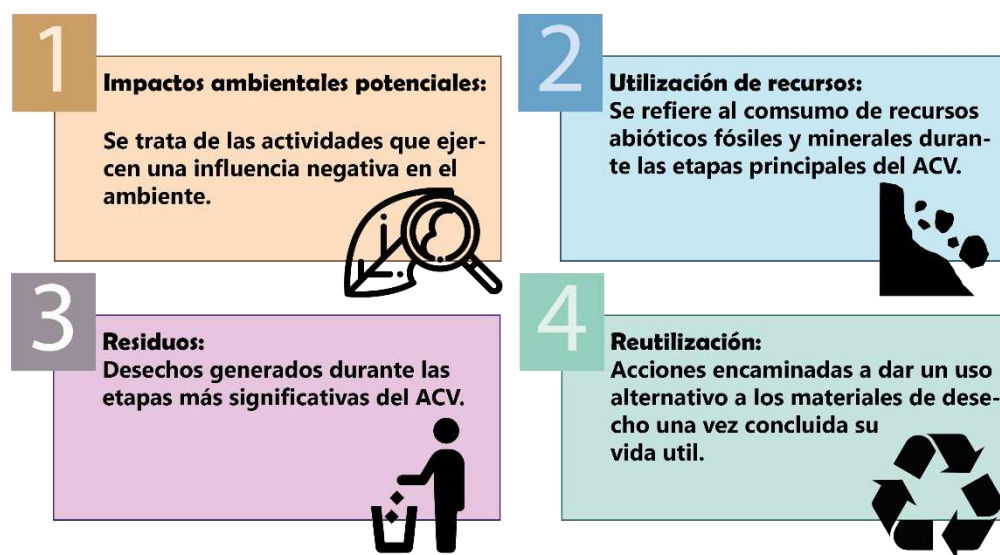 1
Impactos ambientales potenciales:
Se trata de las actividades que ejer-
cen una influencia negativa en el
ambiente.
2
Utilización de recursos:
Se refiere al comsumo de recursos
abióticos fósiles y minerales duran-
te las etapas principales del ACV.
3
Residuos:
Desechos generados durante las
etapas más significativas del ACV.
4
Reutilización:
Acciones encaminadas a dar un uso
alternativo a los materiales de dese-
cho una vez concluida su
vida util.